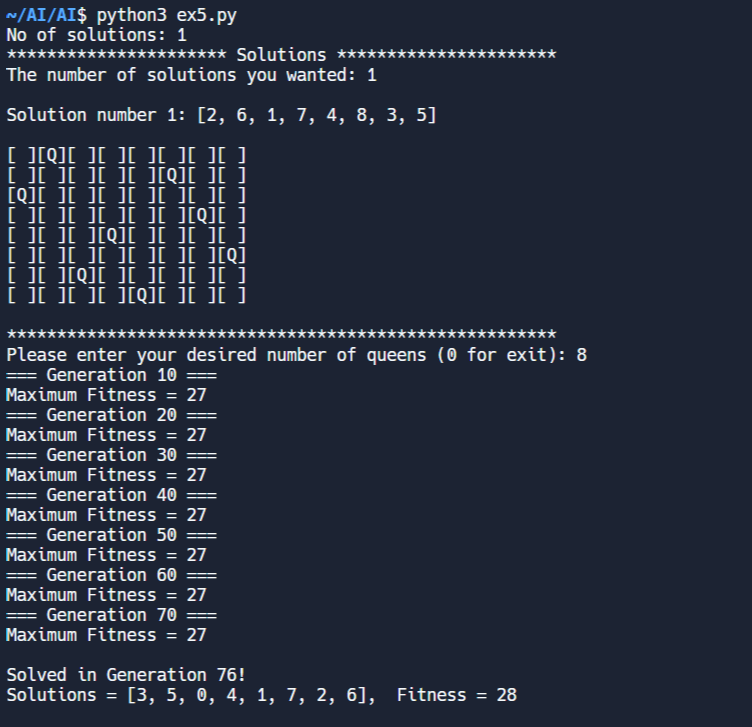 ~/AI/AI$ python3 ex5.py
No of solutions: 1
********************** Solutions **********************
The number of solutions you wanted: 1
Solution number 1: [2, 6, 1, 7, 4, 8, 3, 5]
[ ][Q][ ][ ][ ][ ][ ][ ]
[ ][ ][ ][ ][ ][Q][ ][ ]
[Q][ ][ ][ ][ ][ ][ ][ ]
[ ][ ][ ][ ][ ][ ][Q][ ]
[ ][ ][ ][Q][ ][ ][ ][ ]
[ ][ ][ ][ ][ ][ ][ ][Q]
[ ][ ][Q][ ][ ][ ][ ][ ]
[ ][ ][ ][ ][Q][ ][ ][ ]
*******************************************************
Please enter your desired number of queens (0 for exit): 8
=== Generation 10 ===
Maximum Fitness = 27
=== Generation 20 ===
Maximum Fitness = 27
=== Generation 30 ===
Maximum Fitness = 27
=== Generation 40 ===
Maximum Fitness = 27
=== Generation 50 ===
Maximum Fitness = 27
=== Generation 60 ===
Maximum Fitness = 27
=== Generation 70 ===
Maximum Fitness = 27
Solved in Generation 76!
Solutions = [3, 5, 0, 4, 1, 7, 2, 6],  Fitness = 28